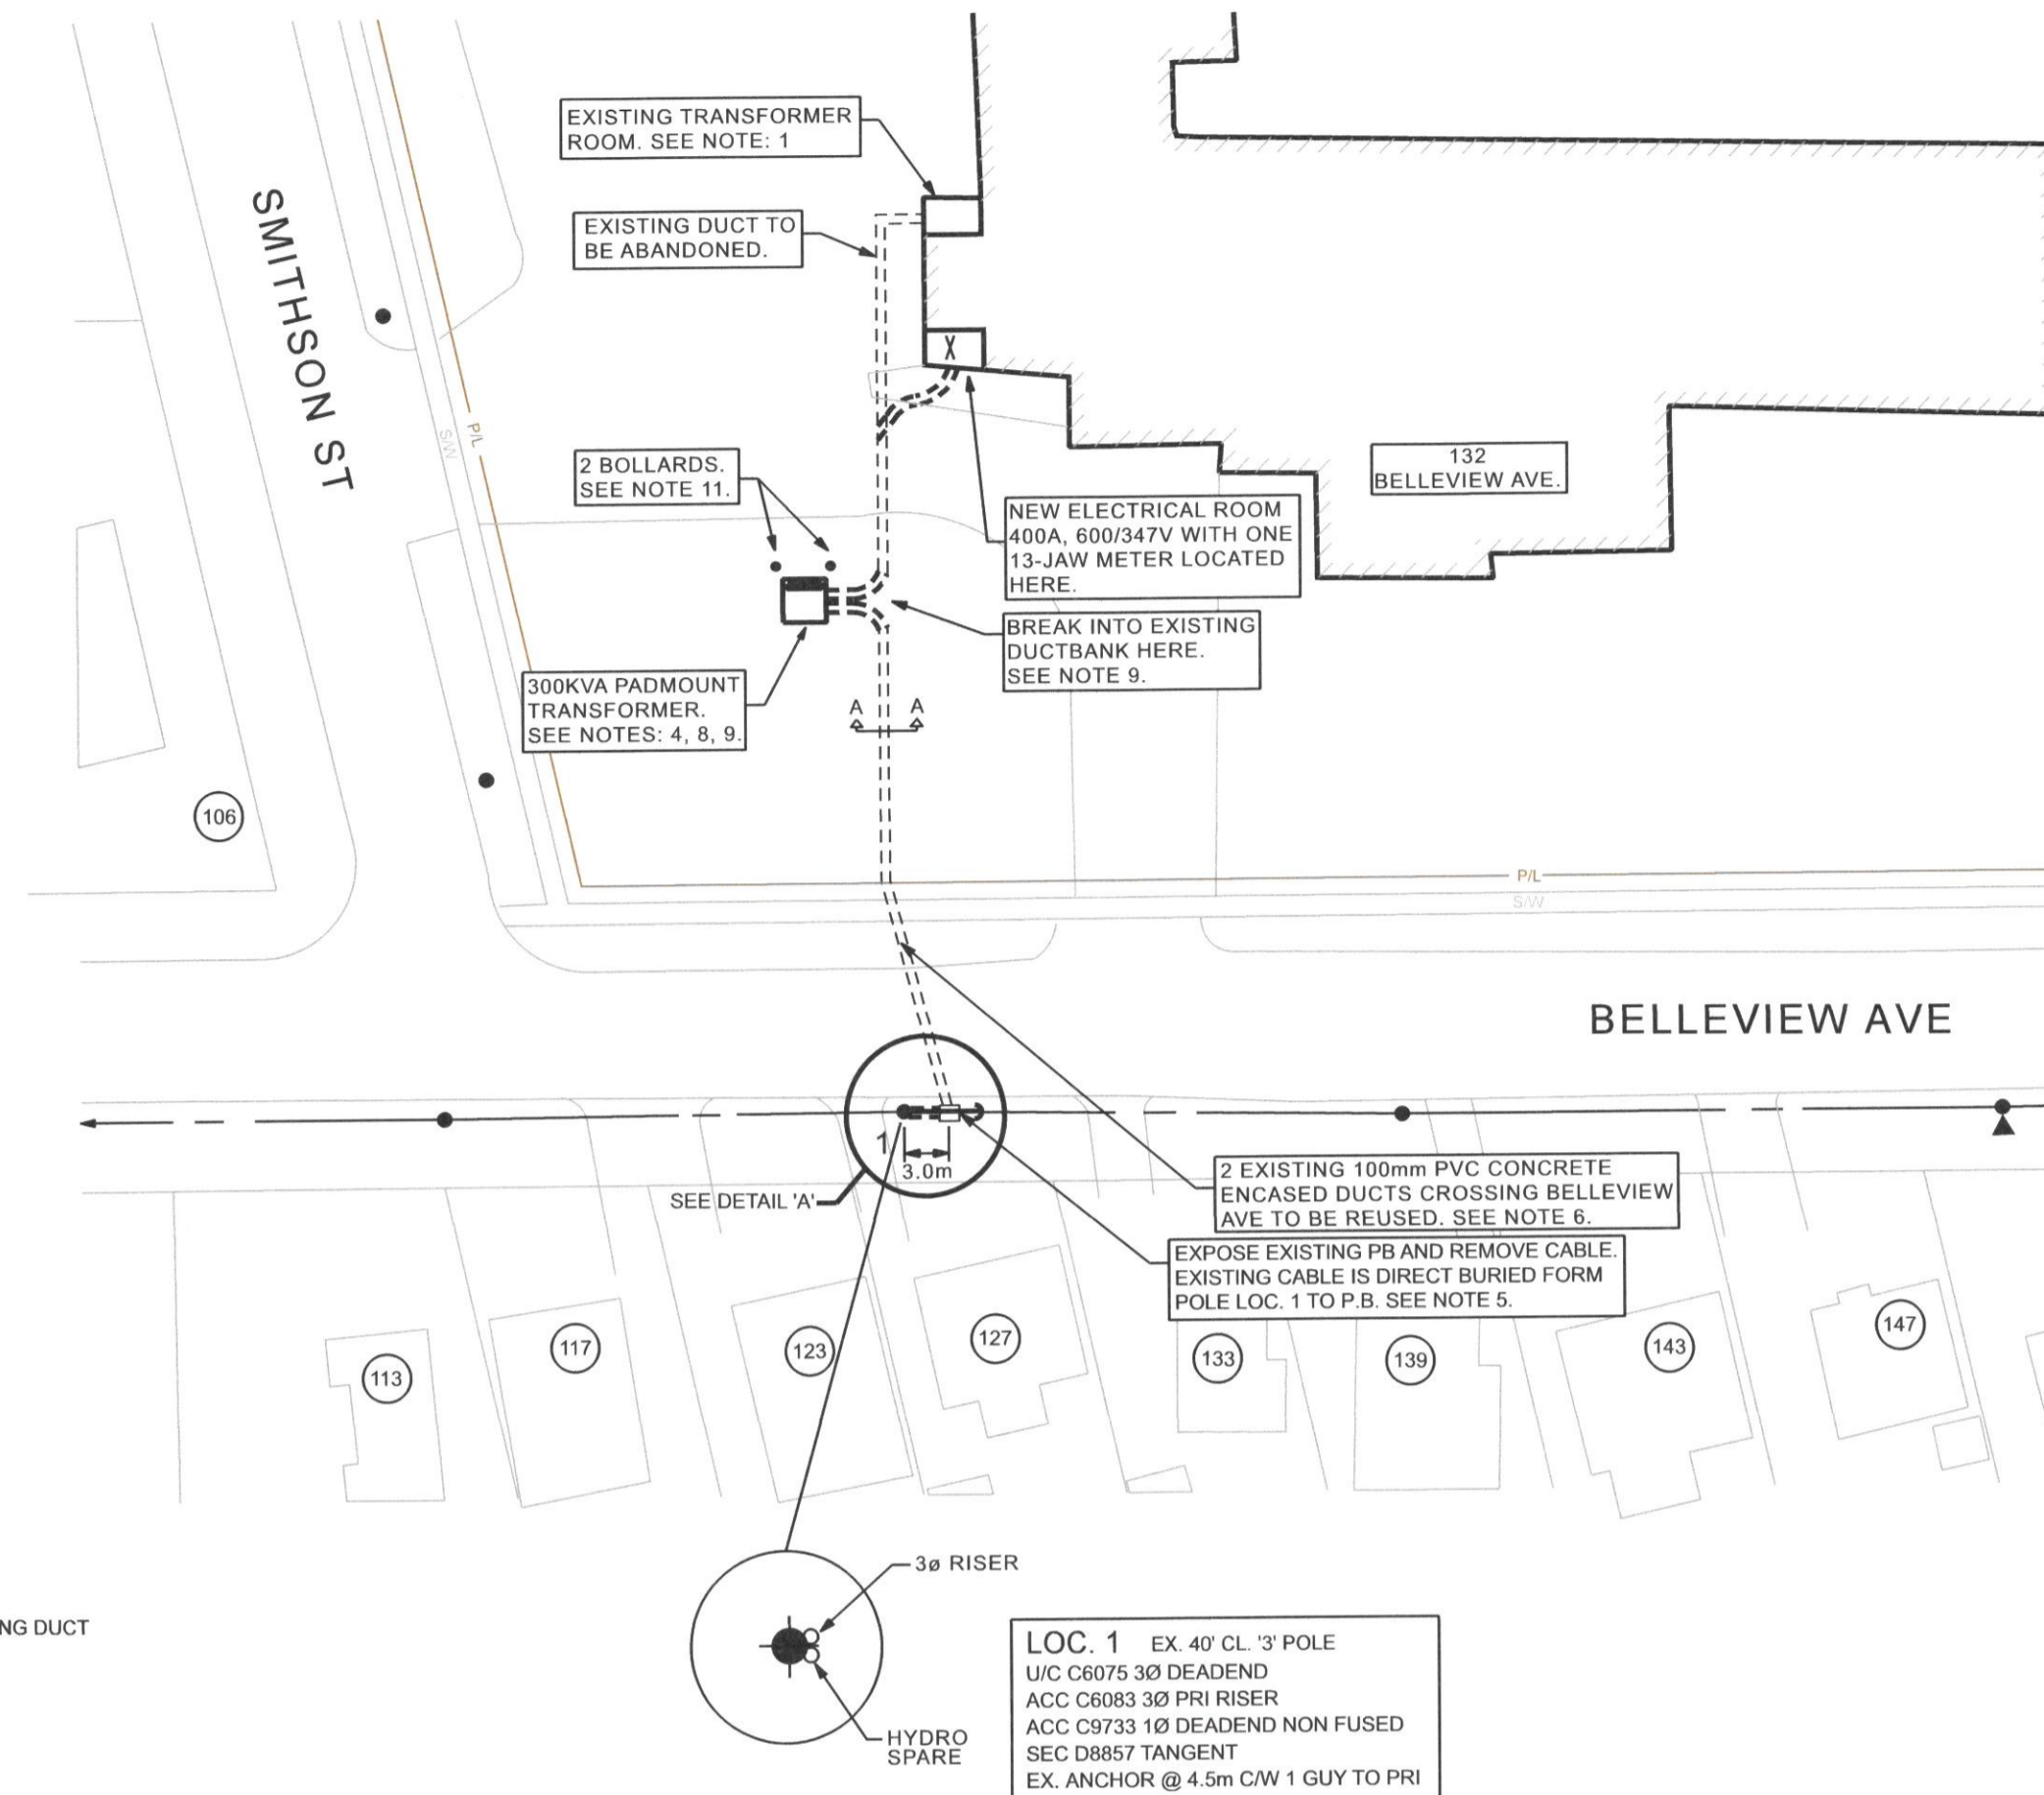 EXISTING TRANSFORMER
ROOM. SEE NOTE: 1
SMITHSON ST
EXISTING DUCT TO
BE ABANDONED.
X
S/W
P/L
2 BOLLARDS.
SEE NOTE 11.
132
BELLEVIEW AVE.
NEW ELECTRICAL ROOM
400A, 600/347V WITH ONE
13-JAW METER LOCATED
HERE.
BREAK INTO EXISTING
DUCTBANK HERE.
SEE NOTE 9.
300KVA PADMOUNT
TRANSFORMER.
SEE NOTES: 4, 8, 9.
A A
106
P/L
S/W
BELLEVIEW AVE
1
3.0m
SEE DETAIL 'A'
2 EXISTING 100mm PVC CONCRETE
ENCASED DUCTS CROSSING BELLEVIEW
AVE TO BE REUSED. SEE NOTE 6.
EXPOSE EXISTING PB AND REMOVE CABLE.
EXISTING CABLE IS DIRECT BURIED FORM
POLE LOC. 1 TO P.B. SEE NOTE 5.
113
117
123
127
133
139
143
147
3ø RISER
HYDRO
SPARE
NG DUCT
LOC. 1 EX. 40' CL. '3' POLE
U/C C6075 3Ø DEADEND
ACC C6083 3Ø PRI RISER
ACC C9733 1Ø DEADEND NON FUSED
SEC D8857 TANGENT
EX. ANCHOR @ 4.5m C/W 1 GUY TO PRI